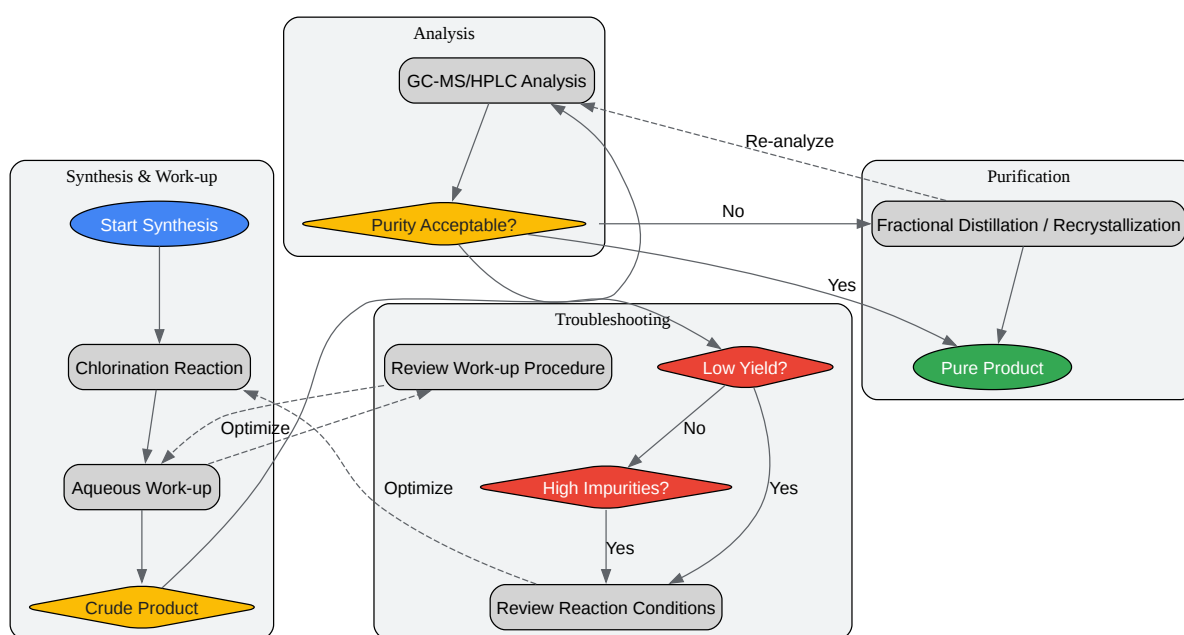 Analysis
GC-MS/HPLC Analysis
Re-analyze
Synthesis & Work-up
Purification
Start Synthesis
Purity Acceptable?
No
Fractional Distillation / Recrystallization
Yes
Troubleshooting
Chlorination Reaction
Review Work-up Procedure
Low Yield?
Pure Product
Optimize
No
Aqueous Work-up
Optimize
High Impurities?
Yes
Yes
Crude Product
Review Reaction Conditions